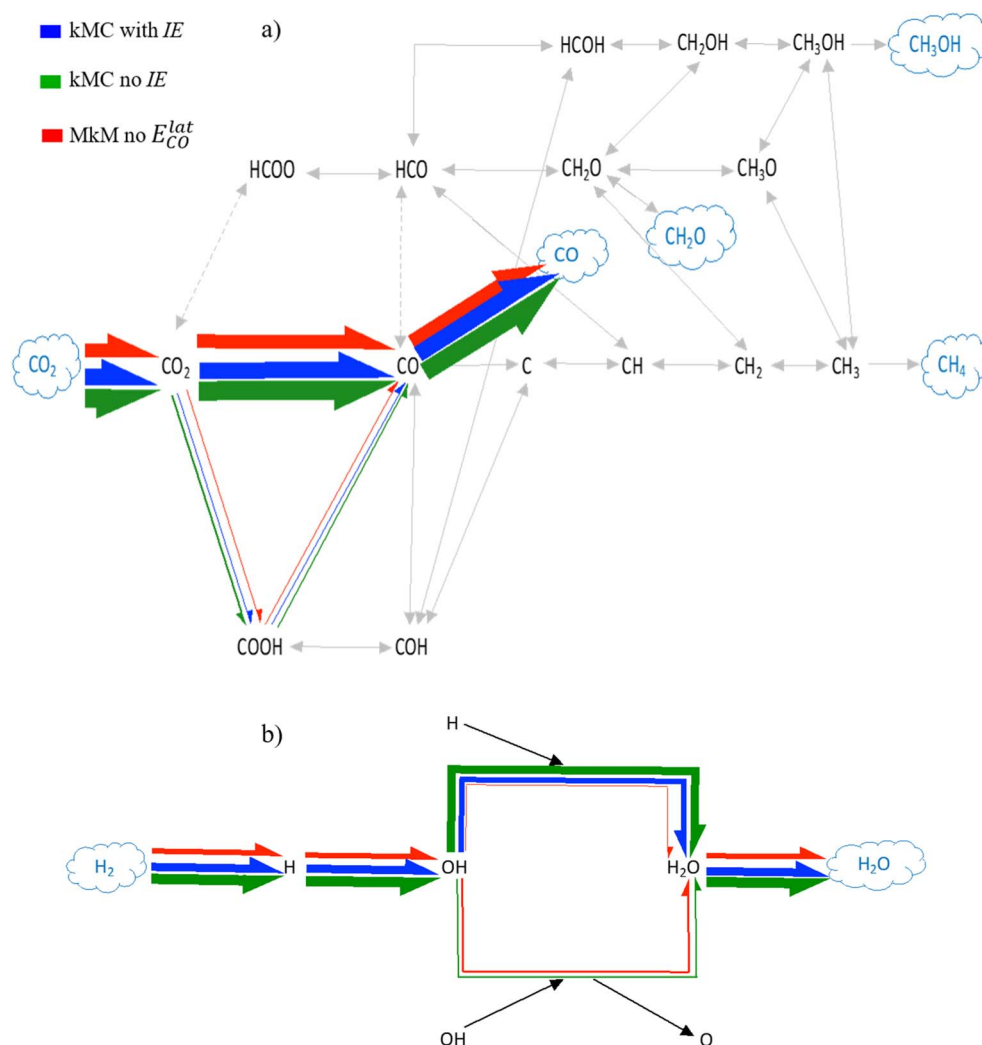 kMC with IE
a)
HCOH
CH₂OH
CH₃OH
CH₃OH
kMC no IE
MkM no E_CO^lat
HCOO
HCO
CH₂O
CH₃O
CH₂O
CO
CO₂
CO₂
CO
C
CH
CH₂
CH₃
CH₄
COOH
COH
b)
H
H₂
H
OH
H₂O
H₂O
OH
O